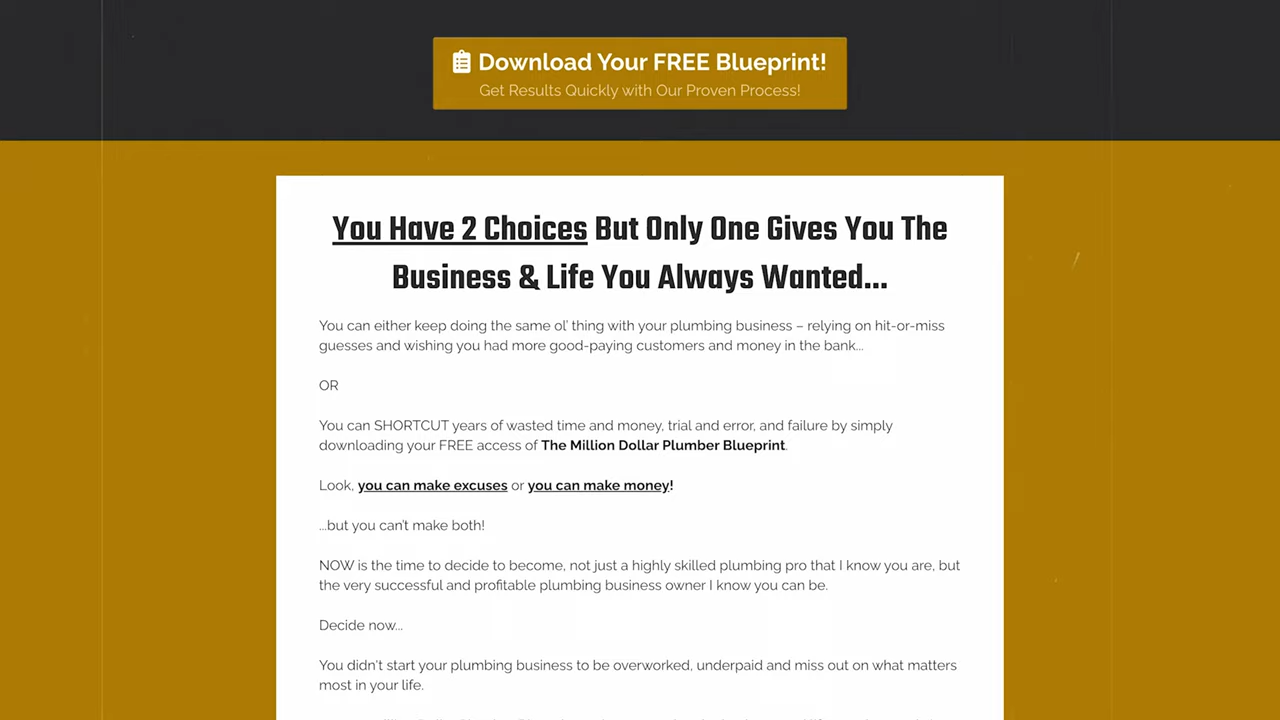 Download Your FREE Blueprint!
Get Results Quickly with Our Proven Process!
You Have 2 Choices But Only One Gives You The
Business & Life You Always Wanted...
You can either keep doing the same ol' thing with your plumbing business – relying on hit-or-miss
guesses and wishing you had more good-paying customers and money in the bank...
OR
You can SHORTCUT years of wasted time and money, trial and error, and failure by simply
downloading your FREE access of The Million Dollar Plumber Blueprint.
Look, you can make excuses or you can make money!
...but you can't make both!
NOW is the time to decide to become, not just a highly skilled plumbing pro that I know you are, but
the very successful and profitable plumbing business owner I know you can be.
Decide now...
You didn't start your plumbing business to be overworked, underpaid and miss out on what matters
most in your life.